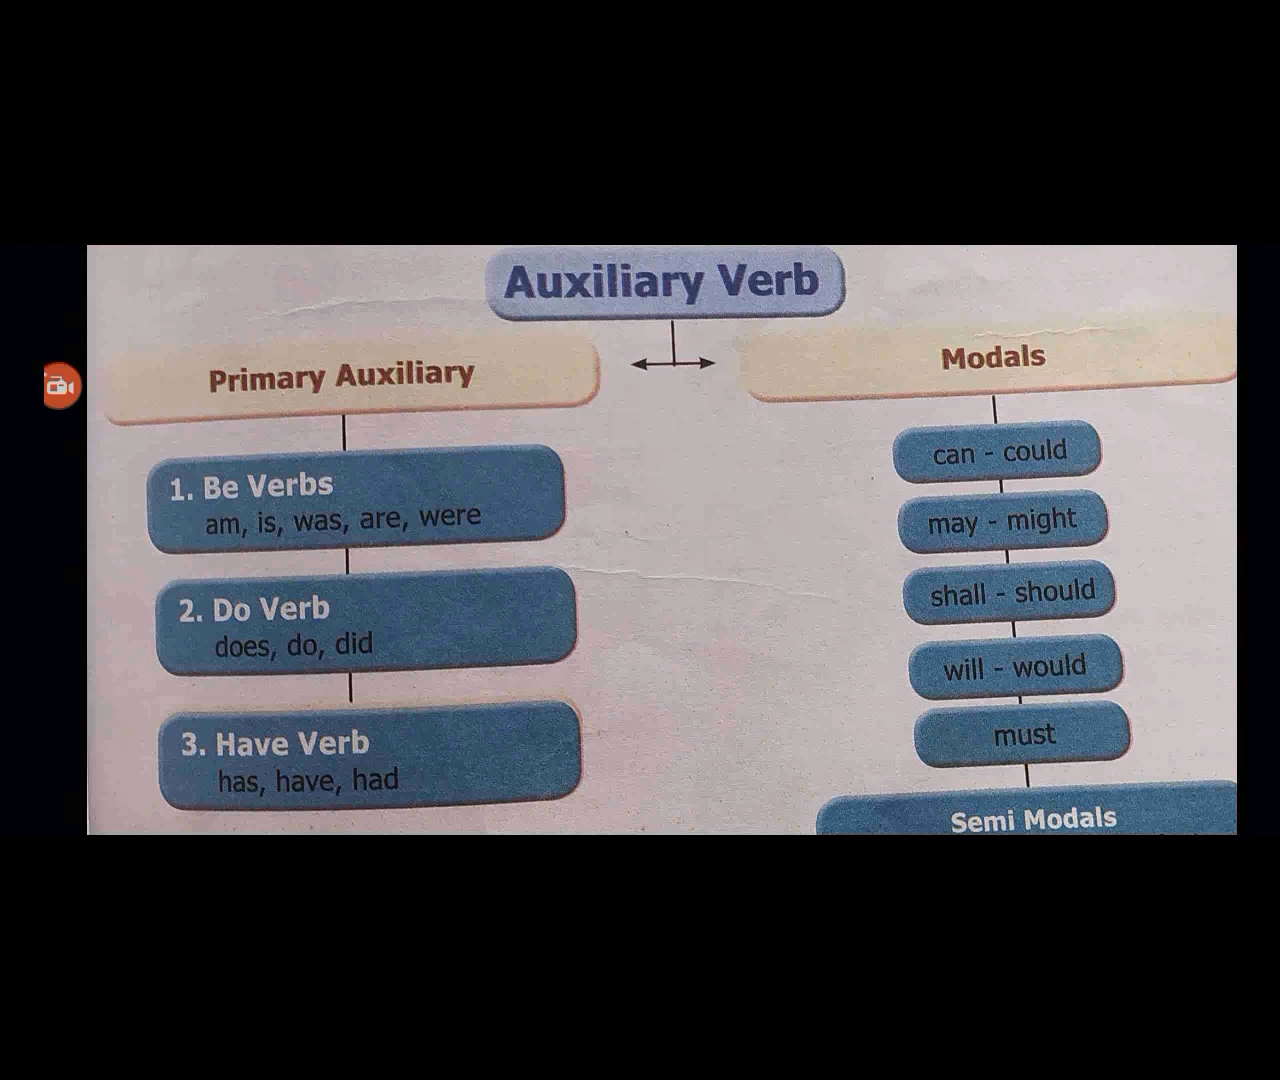 Auxiliary Verb
Primary Auxiliary
1. Be Verbs
am, is, was, are, were
2. Do Verb
does, do, did
3. Have Verb
has, have, had
Modals
can - could
may - might
shall - should
will - would
must
Semi Modals